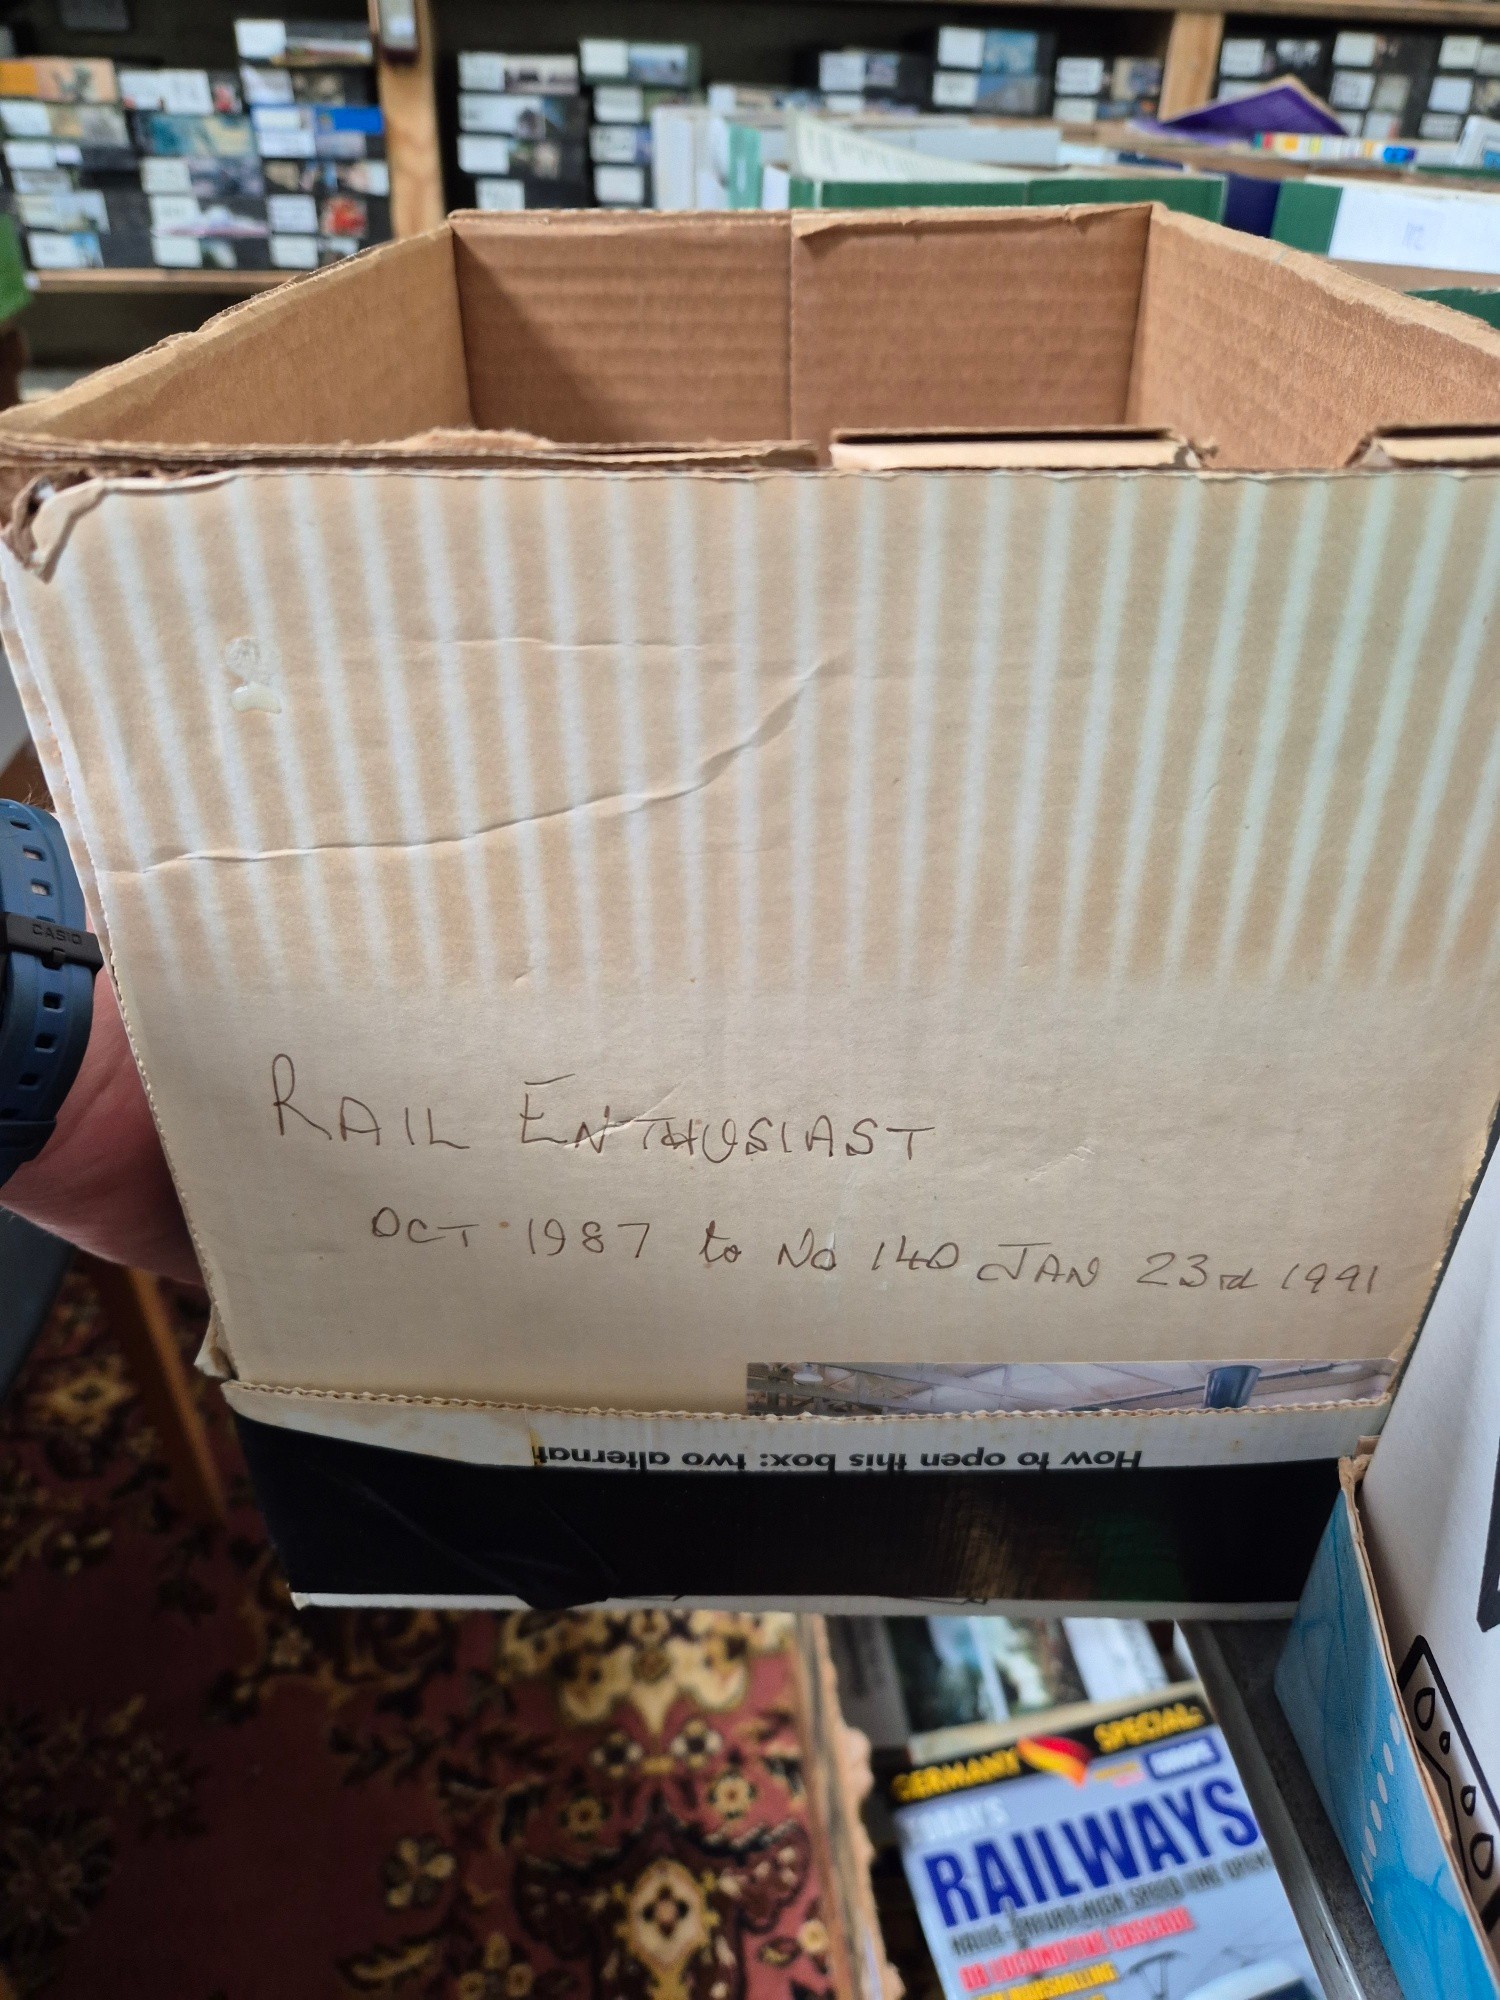 CASIO
RAIL ENTHUSIAST
OCT 1987 to No 140 JAN 23rd 1991
How to open this box: two alternat
GERMANY SPECIAL:
RAILWAYS